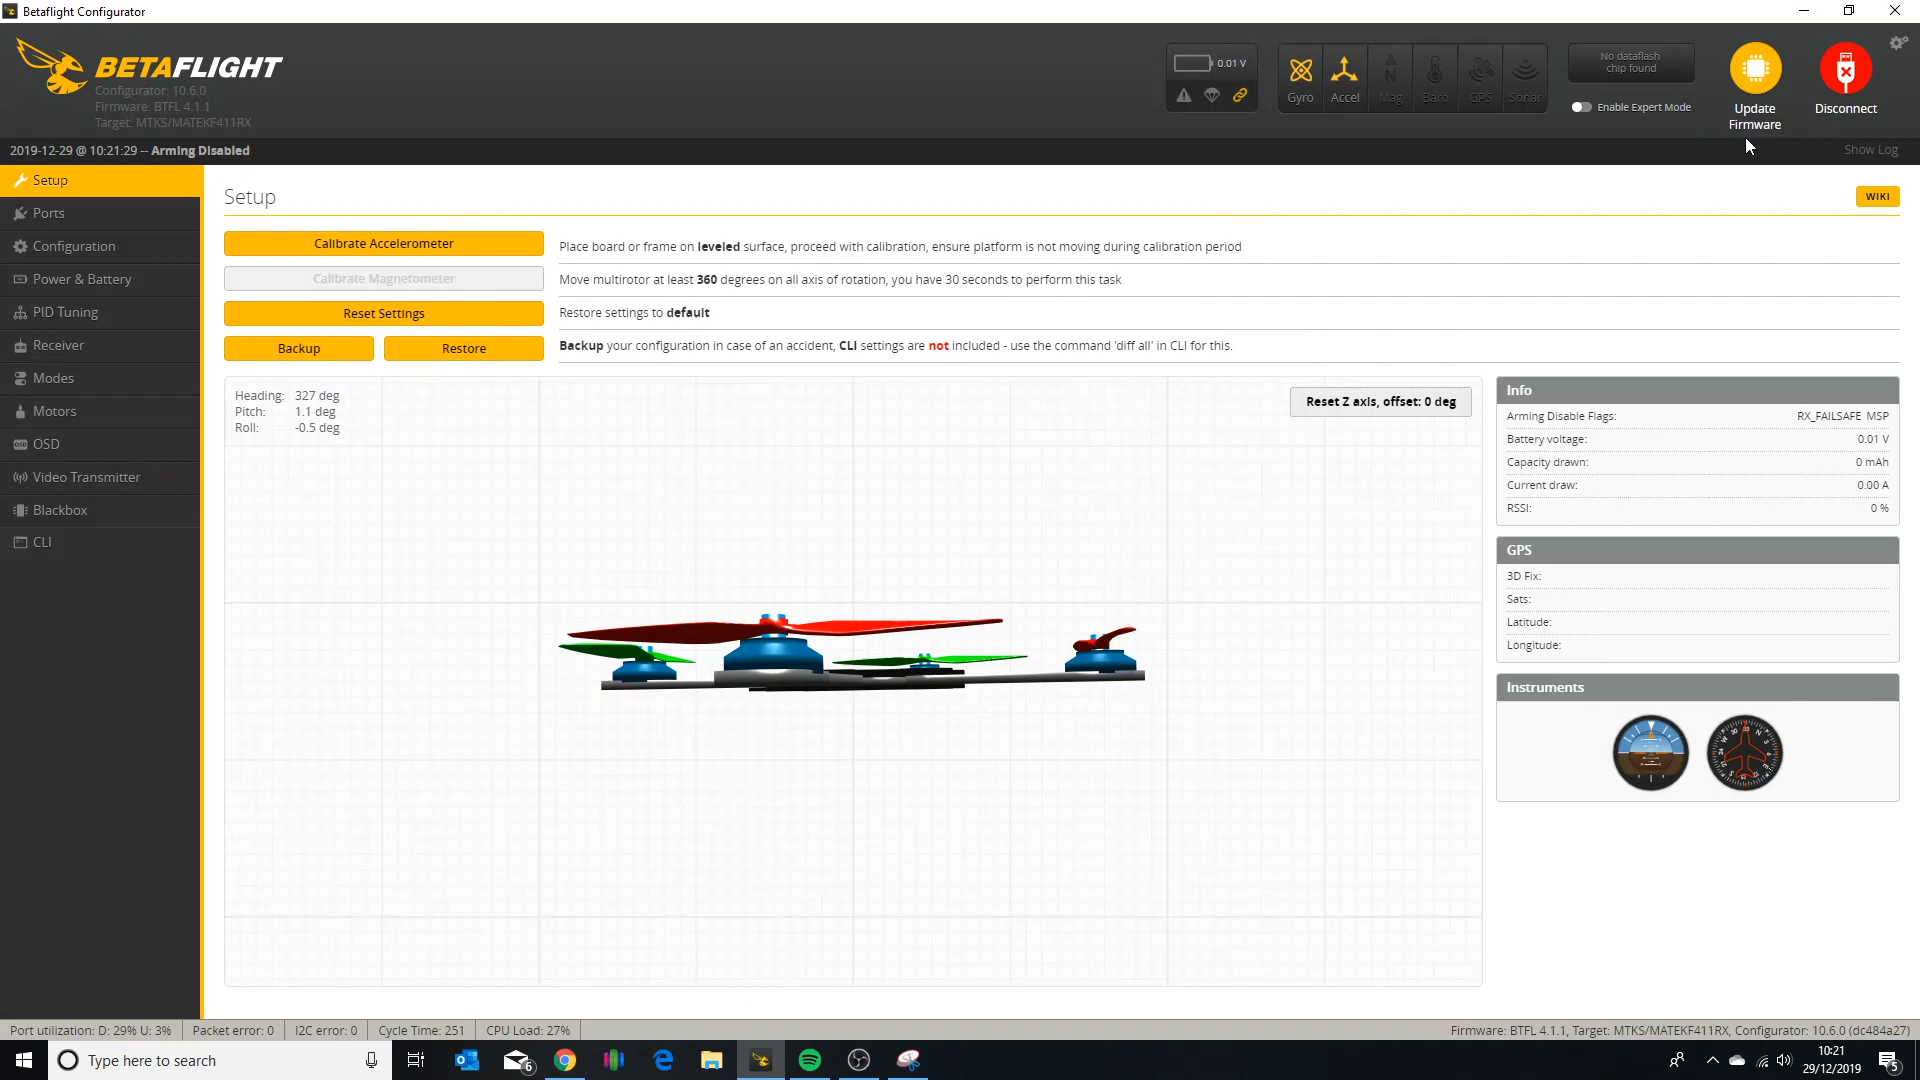 Betaflight Configurator
BETAFLIGHT
Configurator: 10.6.0
Firmware: BTFL 4.1.1
Target: MTKS/MATEKF411RX
0.01 V
Gyro Accel Mag Baro GPS Sonar
No dataflash
chip found
Enable Expert Mode
Update
Firmware
Disconnect
2019-12-29 @ 10:21:29 -- Arming Disabled
Show Log
Setup
Ports
Configuration
Power & Battery
PID Tuning
Receiver
Modes
Motors
OSD
Video Transmitter
Blackbox
CLI
Setup
WIKI
Calibrate Accelerometer
Place board or frame on leveled surface, proceed with calibration, ensure platform is not moving during calibration period
Calibrate Magnetometer
Move multirotor at least 360 degrees on all axis of rotation, you have 30 seconds to perform this task
Reset Settings
Restore settings to default
Backup
Restore
Backup your configuration in case of an accident, CLI settings are not included - use the command 'diff all' in CLI for this.
Heading: 327 deg
Pitch: 1.1 deg
Roll: -0.5 deg
Reset Z axis, offset: 0 deg
Info
Arming Disable Flags: RX_FAILSAFE MSP
Battery voltage: 0.01 V
Capacity drawn: 0 mAh
Current draw: 0.00 A
RSSI: 0 %
GPS
3D Fix:
Sats:
Latitude:
Longitude:
Instruments
Port utilization: D: 29% U: 3%
Packet error: 0
I2C error: 0
Cycle Time: 251
CPU Load: 27%
Firmware: BTFL 4.1.1, Target: MTKS/MATEKF411RX, Configurator: 10.6.0 (dc484a27)
Type here to search
6
10:21
29/12/2019
5